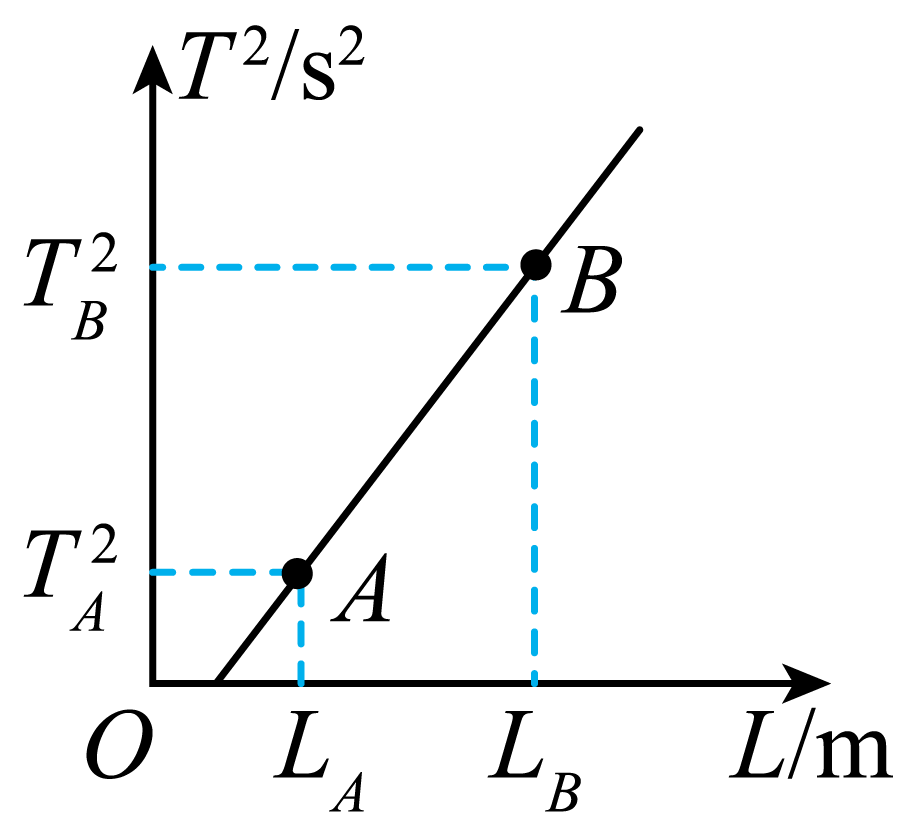 T²/s²
T_B²
B
T_A²
A
O L_A L_B L/m